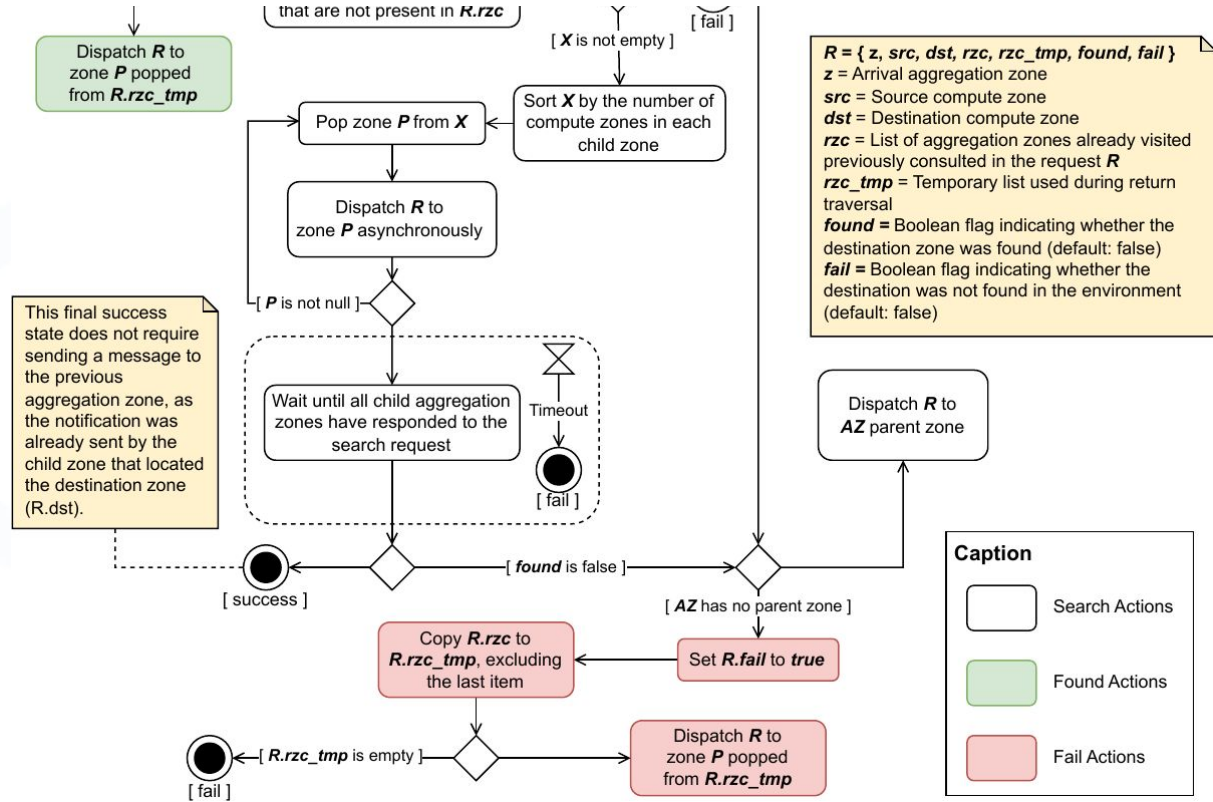 that are not present in R.rzc
[ fail ]
[ X is not empty ]
Dispatch R to
zone P popped
from R.rzc_tmp
Pop zone P from X
Sort X by the number of
compute zones in each
child zone
R = { z, src, dst, rzc, rzc_tmp, found, fail }
z = Arrival aggregation zone
src = Source compute zone
dst = Destination compute zone
rzc = List of aggregation zones already visited
previously consulted in the request R
rzc_tmp = Temporary list used during return
traversal
found = Boolean flag indicating whether the
destination zone was found (default: false)
fail = Boolean flag indicating whether the
destination was not found in the environment
(default: false)
Dispatch R to
zone P asynchronously
[ P is not null ]
This final success
state does not require
sending a message to
the previous
aggregation zone, as
the notification was
already sent by the
child zone that located
the destination zone
(R.dst).
Wait until all child aggregation
zones have responded to the
search request
Timeout
[ fail ]
Dispatch R to
AZ parent zone
[ success ]
[ found is false ]
[ AZ has no parent zone ]
Copy R.rzc to
R.rzc_tmp, excluding
the last item
Set R.fail to true
[ R.rzc_tmp is empty ]
[ fail ]
Dispatch R to
zone P popped
from R.rzc_tmp
Caption
Search Actions
Found Actions
Fail Actions